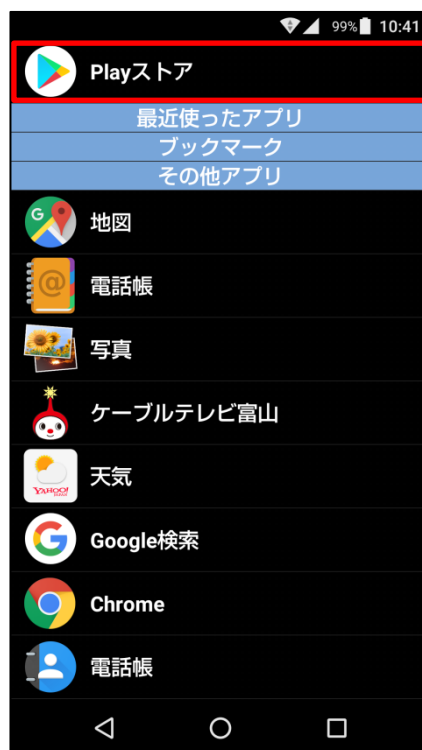 99% 10:41
Playストア
最近使ったアプリ
ブックマーク
その他アプリ
G
地図
@
電話帳
写真
ケーブルテレビ富山
YAHOO!
天気
G
Google検索
Chrome
電話帳